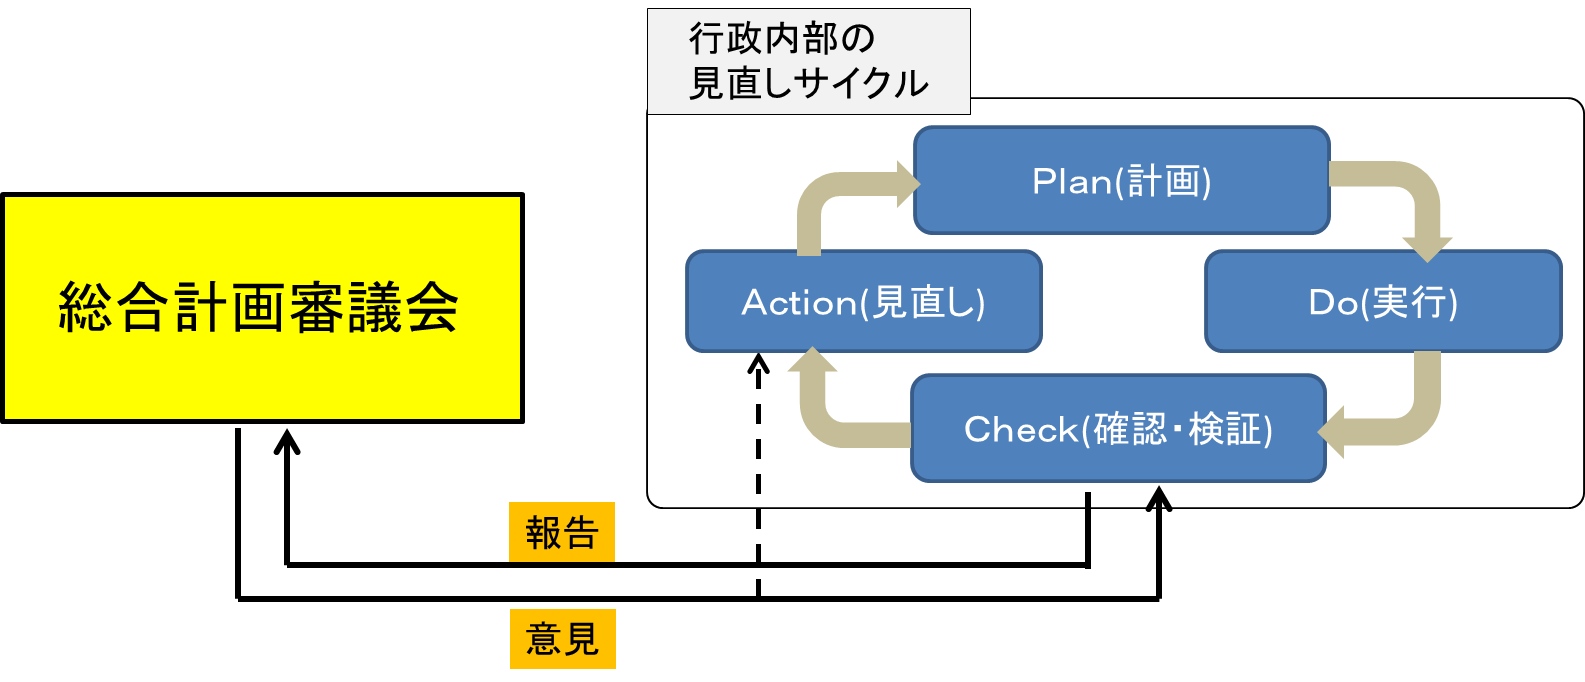 行政内部の
見直しサイクル
Plan(計画)
総合計画審議会
Action(見直し)
Do(実行)
Check(確認・検証)
報告
意見